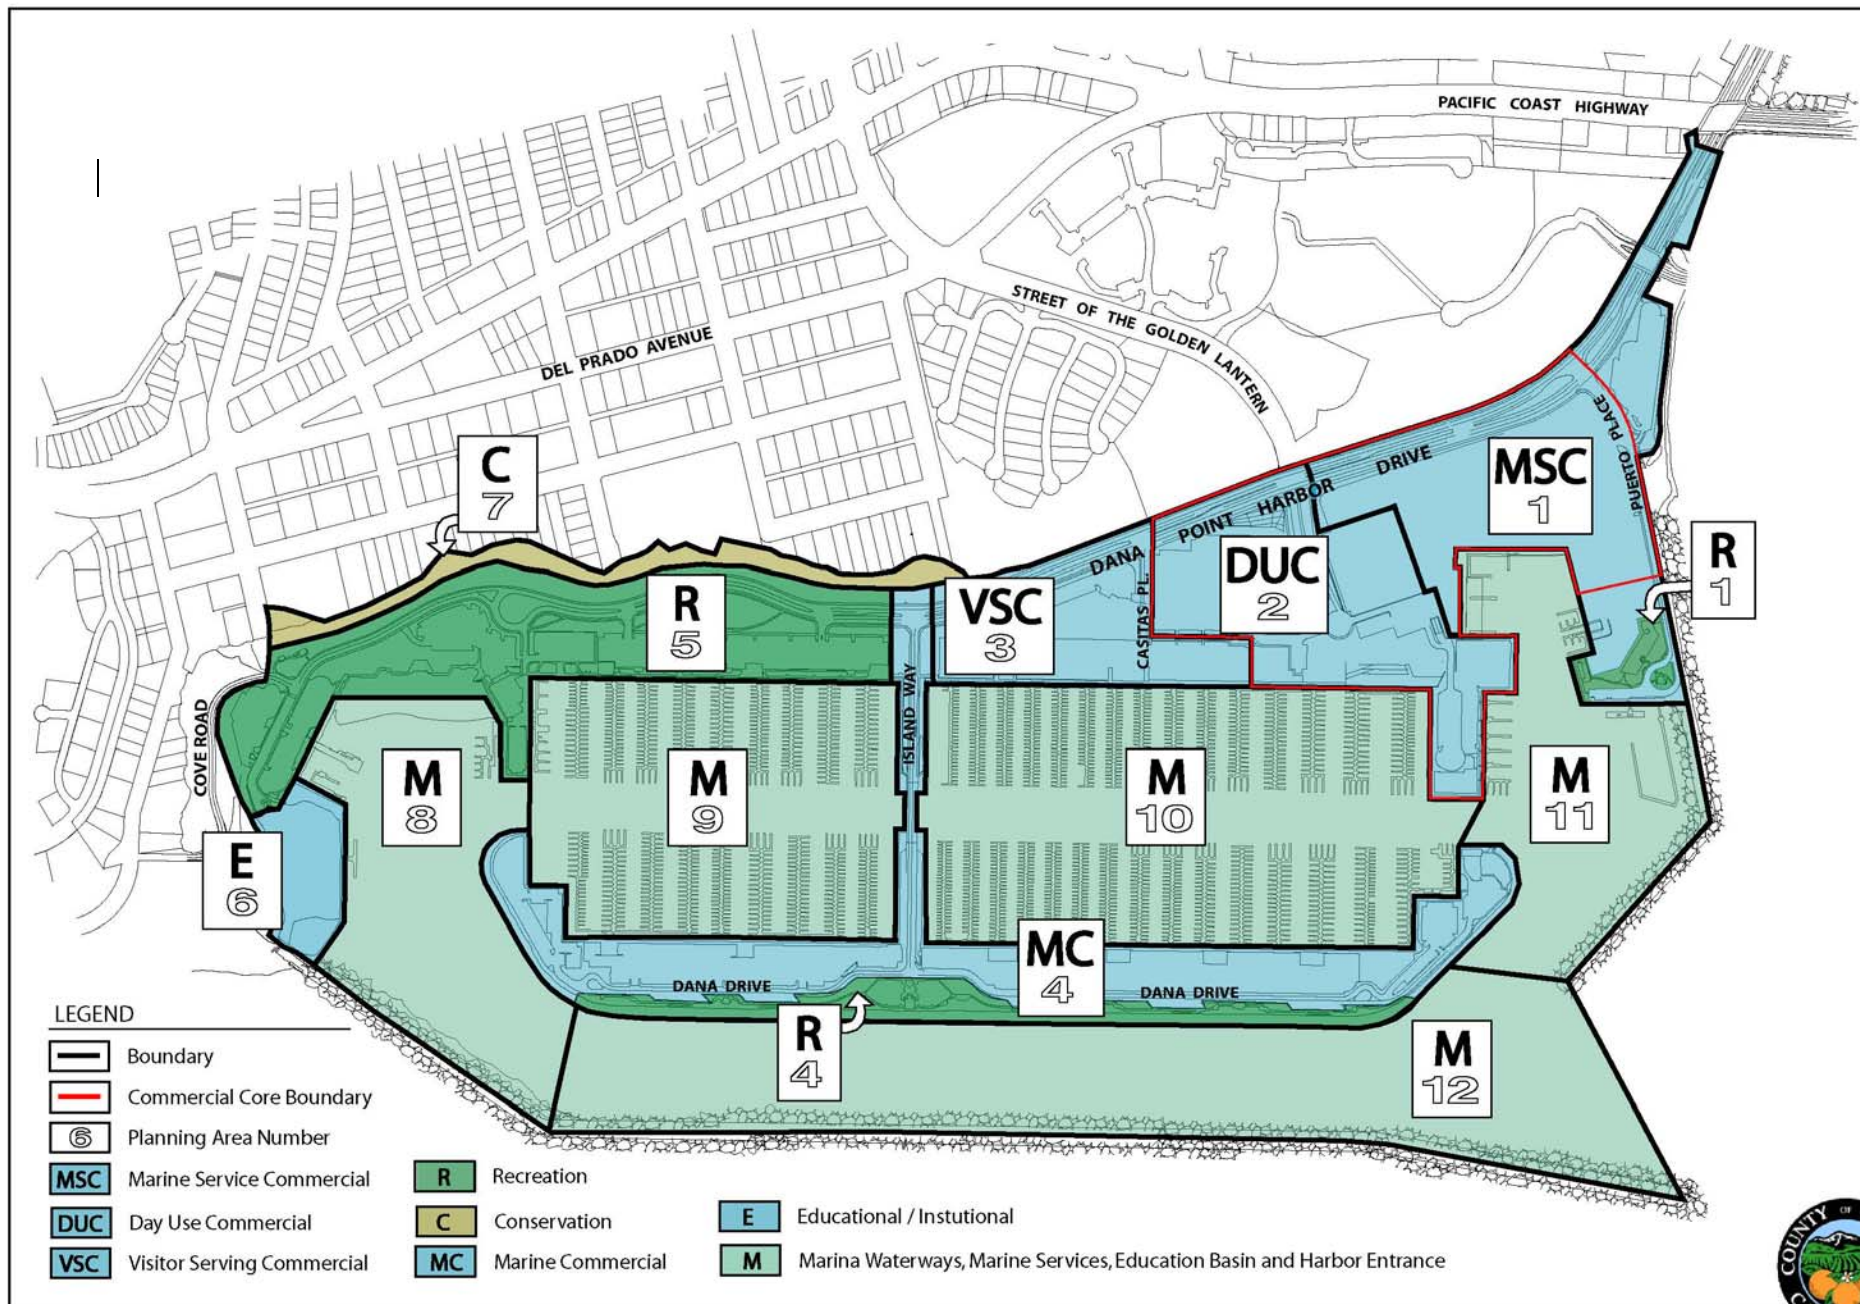 PACIFIC COAST HIGHWAY
STREET OF THE GOLDEN LANTERN
DEL PRADO AVENUE
PUERTO PLACE
DANA POINT HARBOR DRIVE
C
7
MSC
1
R
1
DUC
2
CASITAS PL.
VSC
3
R
5
ISLAND WAY
COVE ROAD
M
8
M
9
M
10
M
11
E
6
MC
4
DANA DRIVE
DANA DRIVE
R
4
M
12
LEGEND
Boundary
Commercial Core Boundary
6 Planning Area Number
MSC Marine Service Commercial
DUC Day Use Commercial
VSC Visitor Serving Commercial
R Recreation
C Conservation
MC Marine Commercial
E Educational / Instutional
M Marina Waterways, Marine Services, Education Basin and Harbor Entrance
COUNTY OF